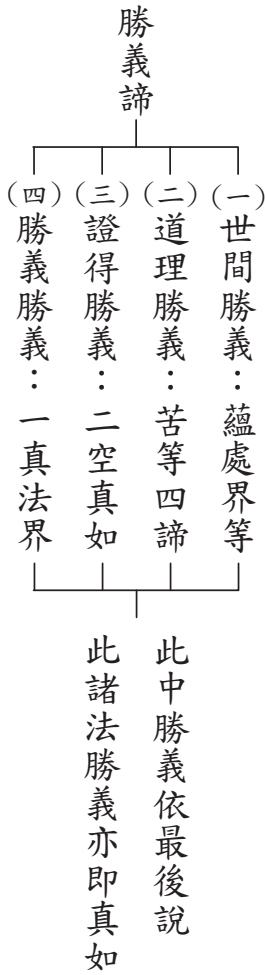 勝義諦
(一)世間勝義：蘊處界等
(二)道理勝義：苦等四諦
(三)證得勝義：二空真如
(四)勝義勝義：一真法界
此中勝義依最後說
此諸法勝義亦即真如